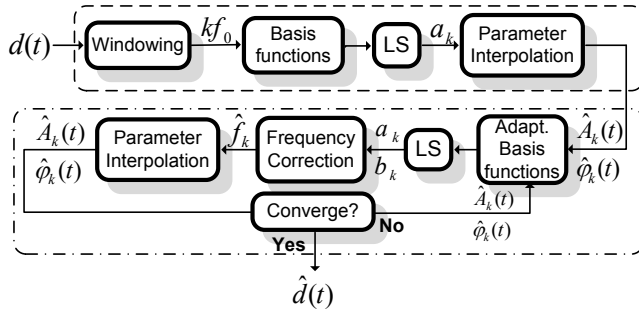 d(t)
Windowing
kf₀
Basis
functions
LS
aₖ
Parameter
Interpolation
Âₖ(t)
φ̂ₖ(t)
Adapt.
Basis
functions
LS
aₖ
bₖ
Frequency
Correction
f̂ₖ
Parameter
Interpolation
Âₖ(t)
φ̂ₖ(t)
Converge?
No
Âₖ(t)
φ̂ₖ(t)
Yes
d̂(t)